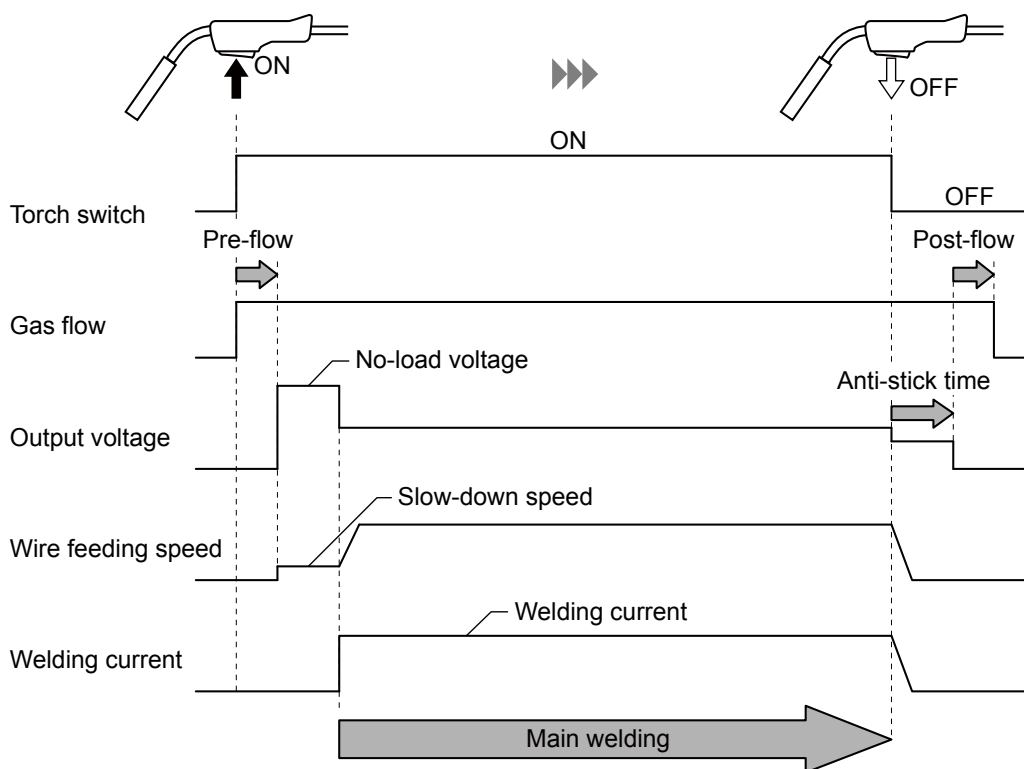 ON
OFF
ON
Torch switch
OFF
Pre-flow
Post-flow
Gas flow
No-load voltage
Anti-stick time
Output voltage
Slow-down speed
Wire feeding speed
Welding current
Welding current
Main welding